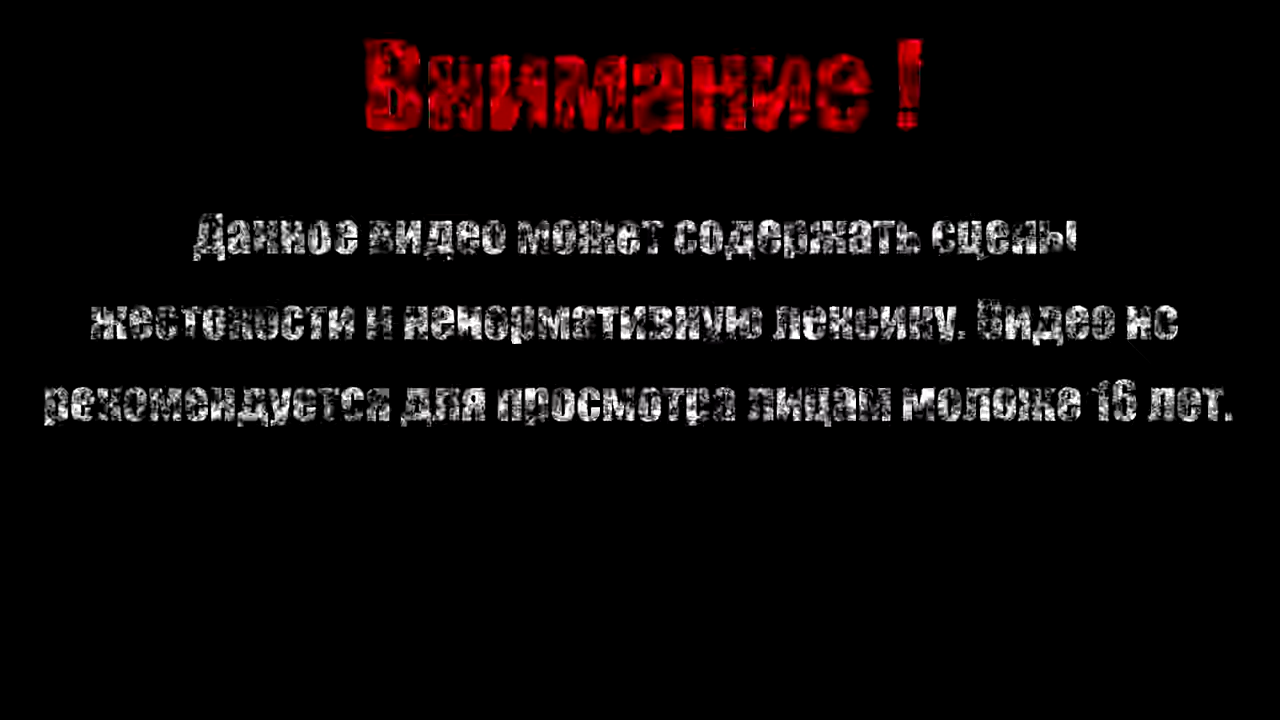 Внимание !
Данное видео может содержать сцены
жестокости и ненормативную лексику. Видео не
рекомендуется для просмотра лицам моложе 16 лет.